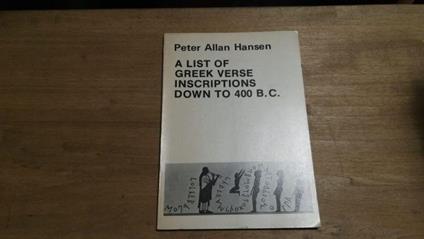 Peter Allan Hansen
A LIST OF
GREEK VERSE
INSCRIPTIONS
DOWN TO 400 B.C.